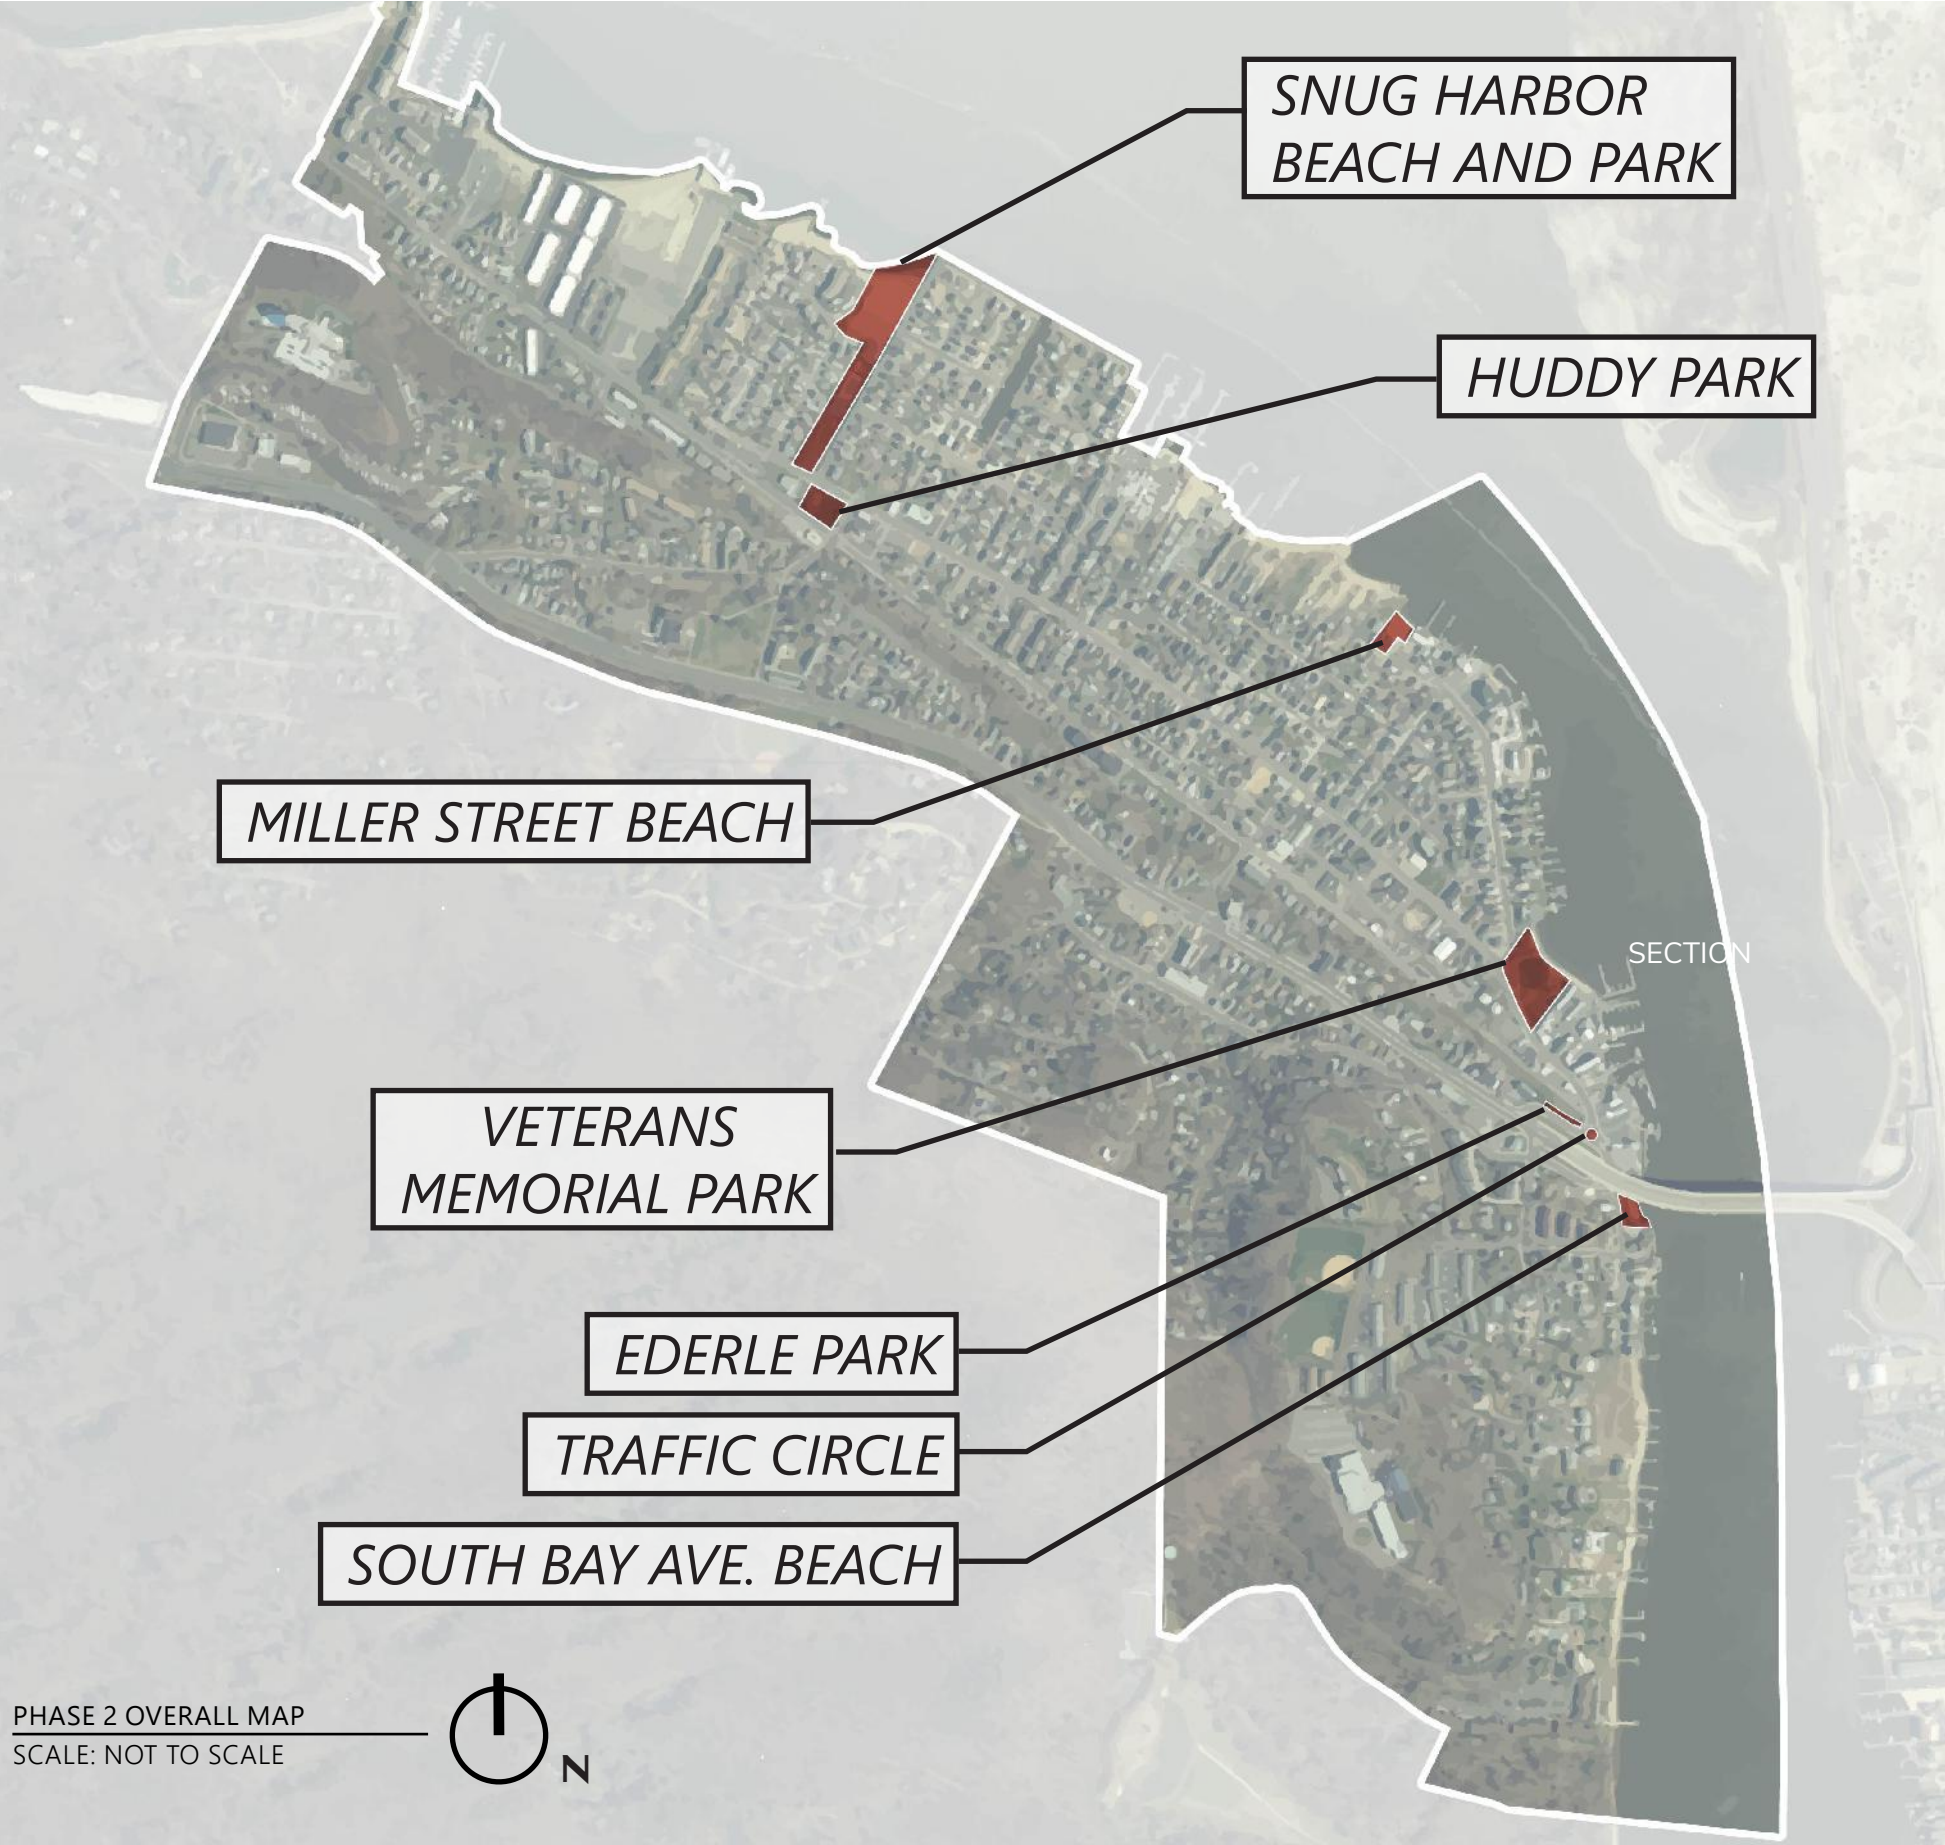 SNUG HARBOR
BEACH AND PARK
HUDDY PARK
MILLER STREET BEACH
SECTION
VETERANS
MEMORIAL PARK
EDERLE PARK
TRAFFIC CIRCLE
SOUTH BAY AVE. BEACH
PHASE 2 OVERALL MAP
SCALE: NOT TO SCALE
N